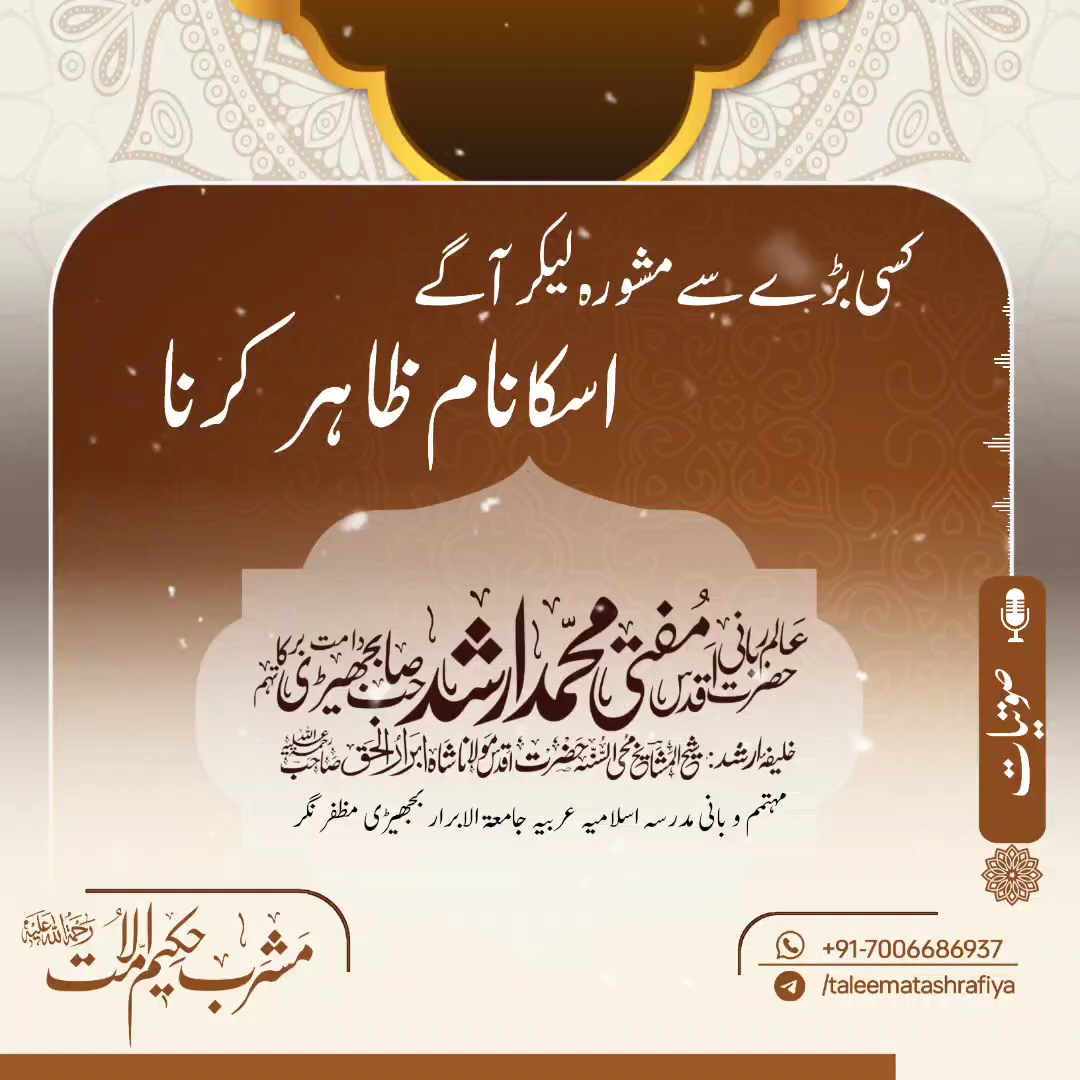 کسی بڑے سے مشورہ لیکر آگے
اسکا نام ظاہر کرنا
عالم ربانی حضرت اقدس مفتی محمد ارشد صاحب بھجیڑی دامت برکاتہم
خلیفہ ارشد: شیخ المشائخ محی السنہ حضرت اقدس مولانا شاہ ابرار الحق صاحب رحمۃ اللہ علیہ
مہتمم و بانی مدرسہ اسلامیہ عربیہ جامعۃ الابرار بجھیڑی مظفر نگر
صوتیات
مشرب حکیم الامت رحمۃ اللہ علیہ
+91-7006686937
/taleematashrafiya